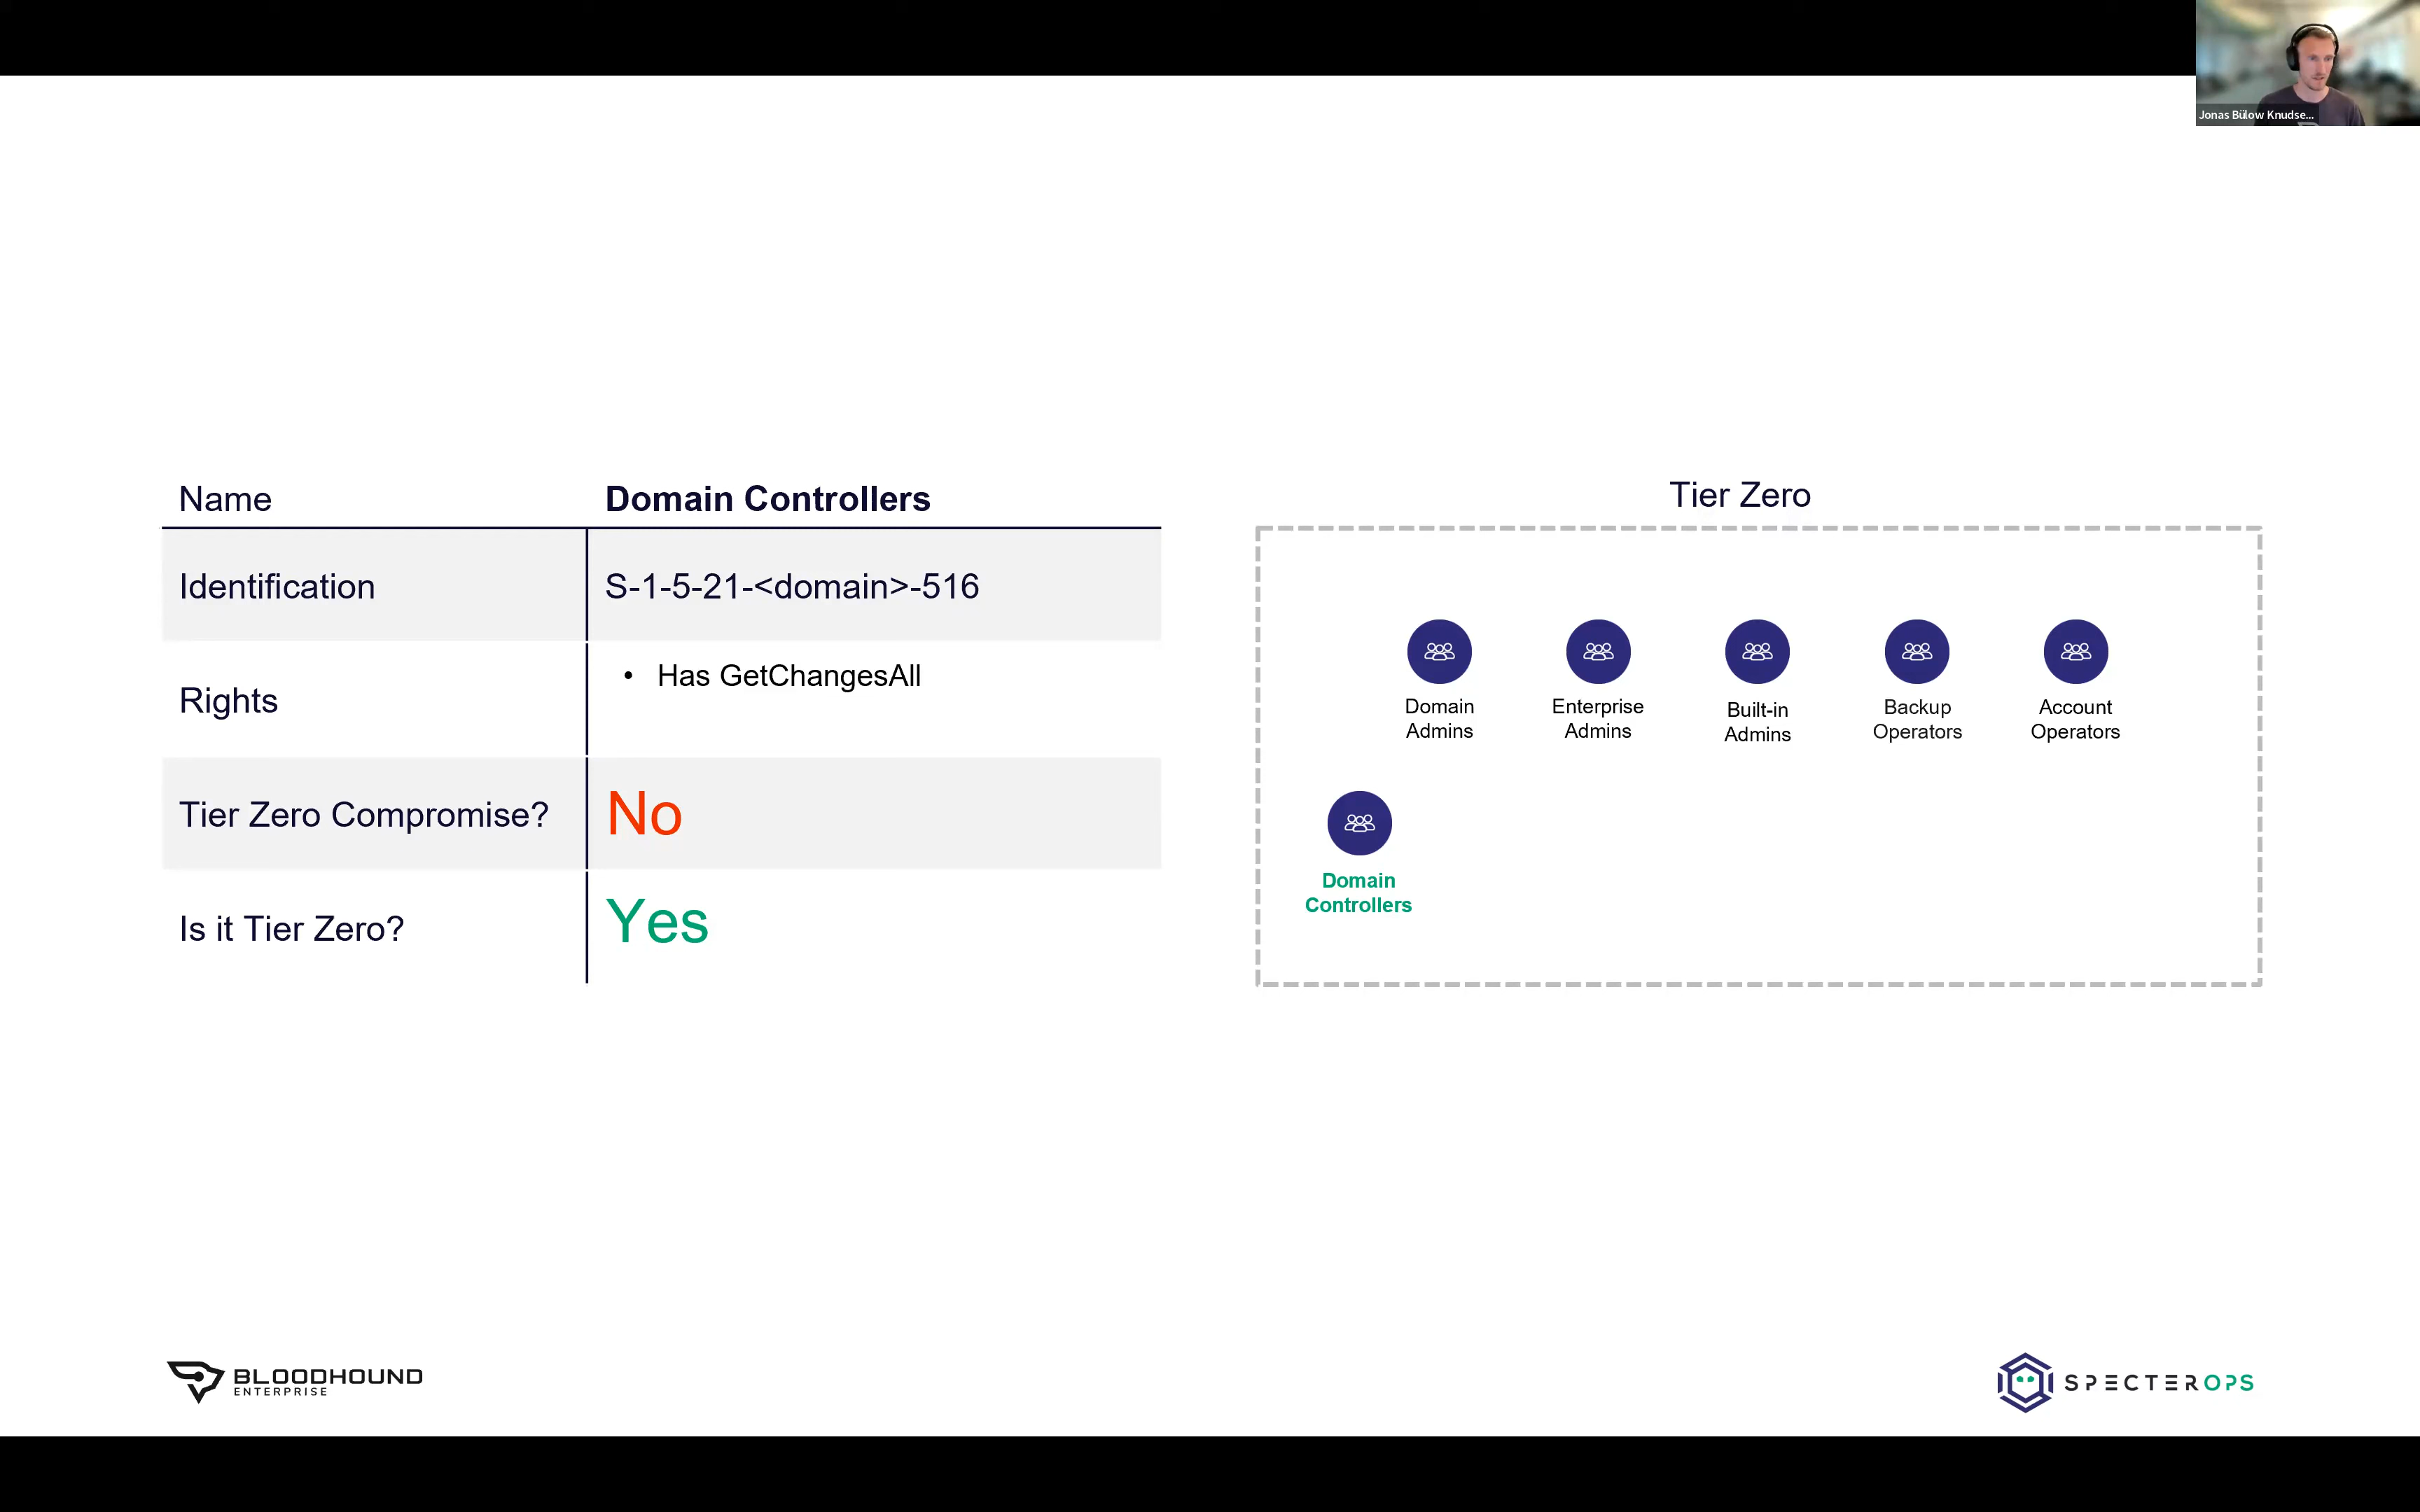 Jonas Bülow Knudse...
Name
Domain Controllers
Identification
S-1-5-21-<domain>-516
Rights
• Has GetChangesAll
Tier Zero Compromise?
No
Is it Tier Zero?
Yes
Tier Zero
Domain
Admins
Enterprise
Admins
Built-in
Admins
Backup
Operators
Account
Operators
Domain
Controllers
BLOODHOUND
ENTERPRISE
SPECTEROPS